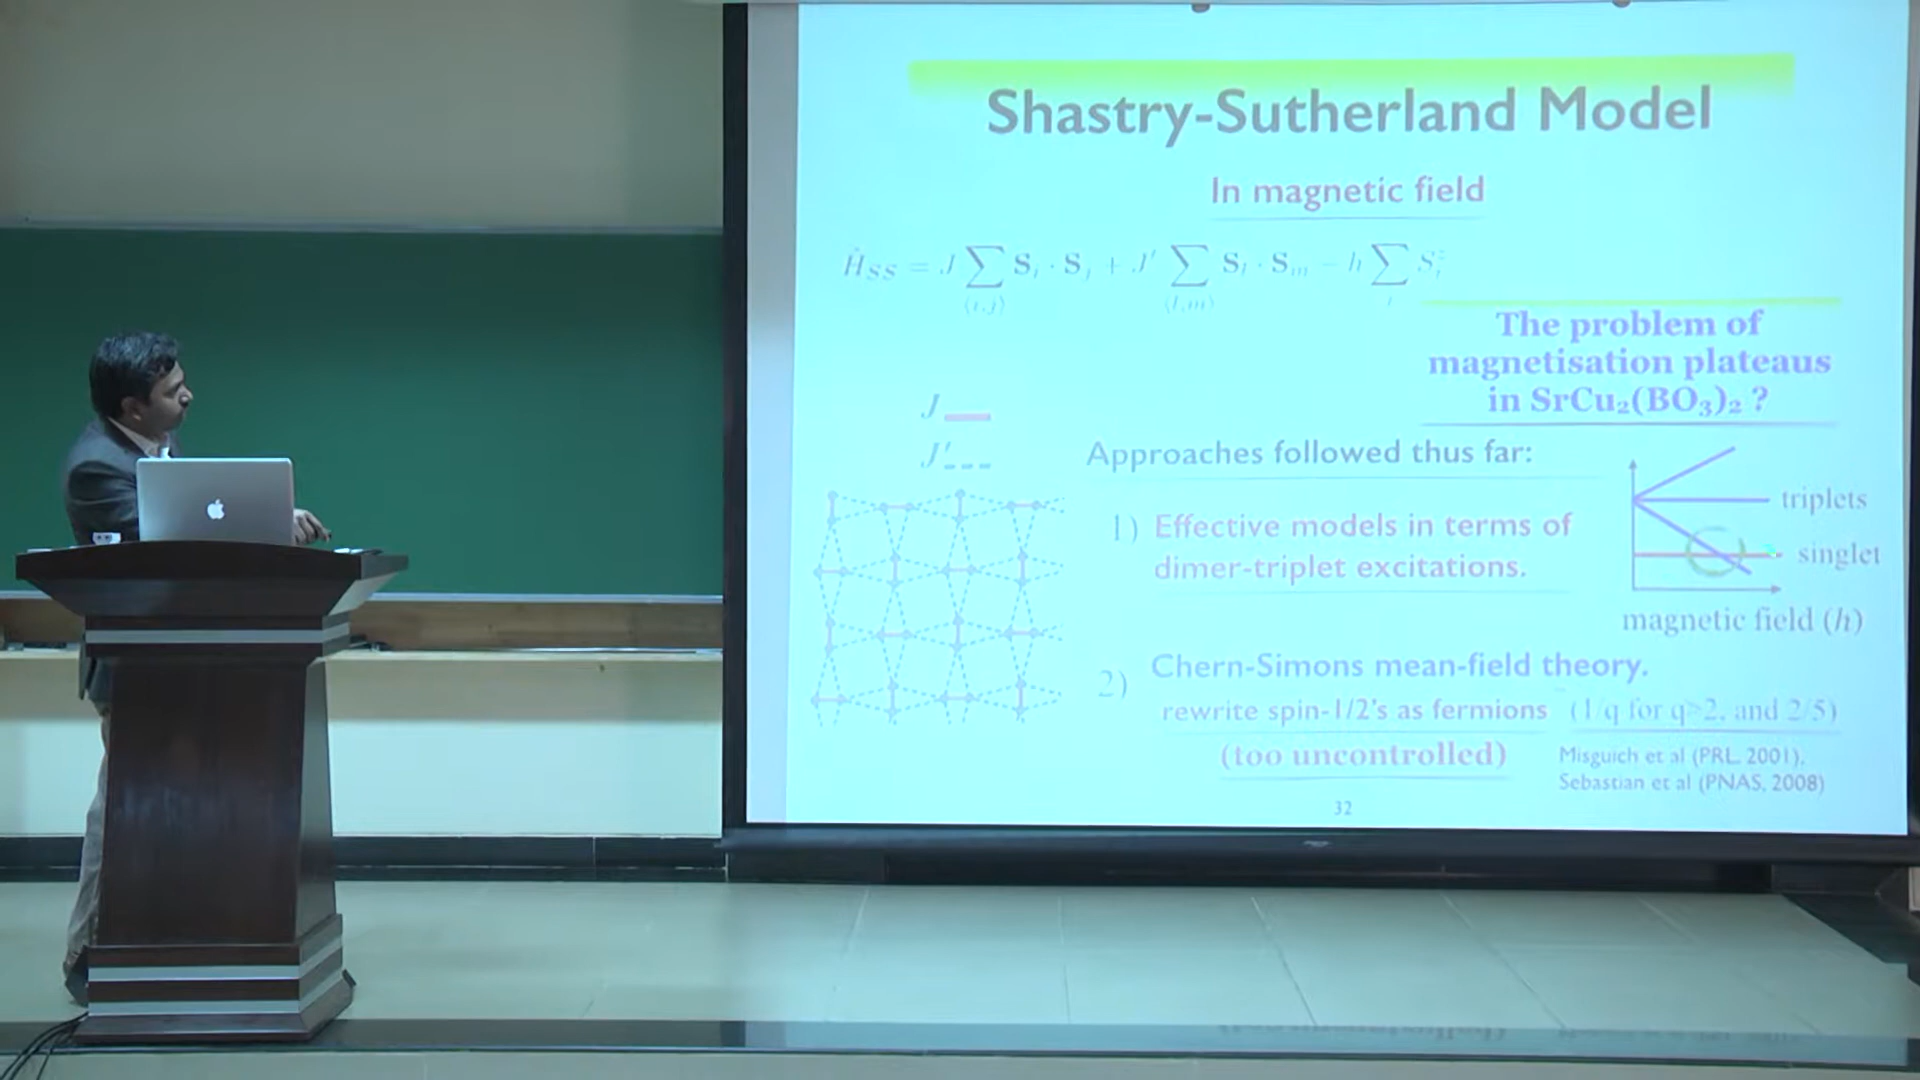 Shastry-Sutherland Model
In magnetic field
Ĥ_SS = J ∑_⟨i,j⟩ S_i · S_j + J′ ∑_⟨l,m⟩ S_l · S_m − h ∑_i S_i^z
The problem of
magnetisation plateaus
in SrCu₂(BO₃)₂ ?
J
J′
Approaches followed thus far:
1) Effective models in terms of
dimer-triplet excitations.
triplets
singlet
magnetic field (h)
2) Chern-Simons mean-field theory.
rewrite spin-1/2's as fermions (1/q for q>2, and 2/5)
(too uncontrolled)
Misguich et al (PRL, 2001),
Sebastian et al (PNAS, 2008)
32